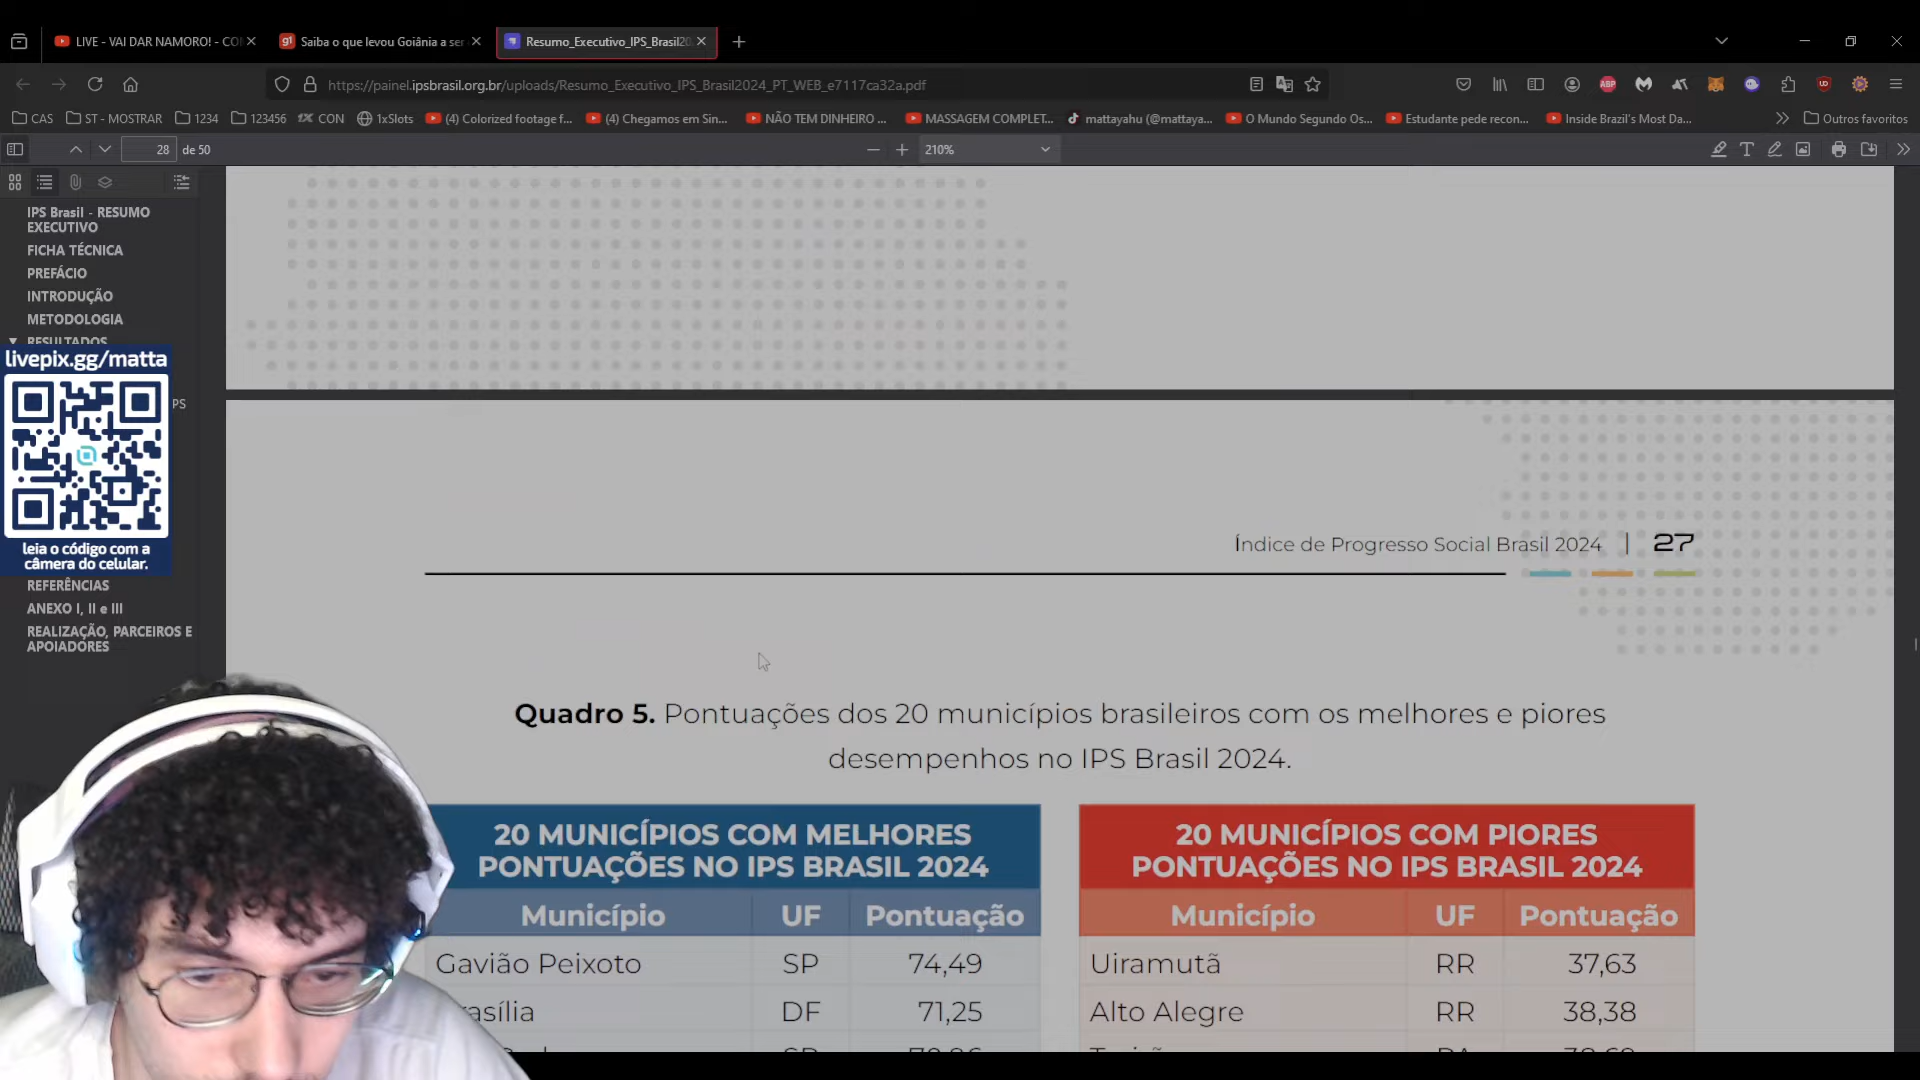 LIVE - VAI DAR NAMORO! - CO
Saiba o que levou Goiânia a ser
Resumo_Executivo_IPS_Brasil20
https://painel.ipsbrasil.org.br/uploads/Resumo_Executivo_IPS_Brasil2024_PT_WEB_e7117ca32a.pdf
CAS
ST - MOSTRAR
1234
123456
CON
1xSlots
(4) Colorized footage f...
(4) Chegamos em Sin...
NÃO TEM DINHEIRO ...
MASSAGEM COMPLET...
mattayahu (@mattaya...
O Mundo Segundo Os...
Estudante pede recon...
Inside Brazil's Most Da...
Outros favoritos
28 de 50
210%
IPS Brasil - RESUMO
EXECUTIVO
FICHA TÉCNICA
PREFÁCIO
INTRODUÇÃO
METODOLOGIA
RESULTADOS
livepix.gg/matta
PS
leia o código com a
câmera do celular.
REFERÊNCIAS
ANEXO I, II e III
REALIZAÇÃO, PARCEIROS E
APOIADORES
Índice de Progresso Social Brasil 2024 | 27
Quadro 5. Pontuações dos 20 municípios brasileiros com os melhores e piores
desempenhos no IPS Brasil 2024.
20 MUNICÍPIOS COM MELHORES
PONTUAÇÕES NO IPS BRASIL 2024
Município UF Pontuação
Gavião Peixoto SP 74,49
asília DF 71,25
20 MUNICÍPIOS COM PIORES
PONTUAÇÕES NO IPS BRASIL 2024
Município UF Pontuação
Uiramutã RR 37,63
Alto Alegre RR 38,38